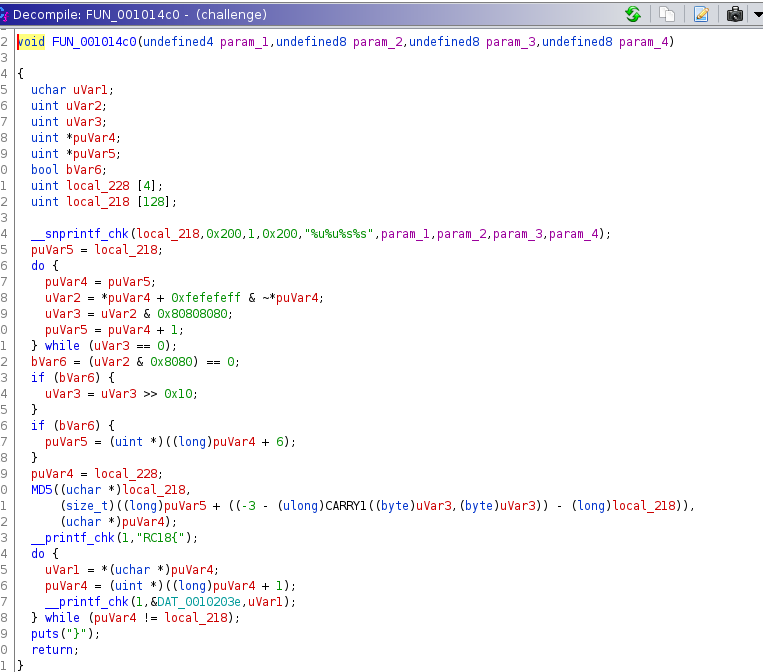 Decompile: FUN_001014c0 - (challenge)
2 void FUN_001014c0(undefined4 param_1,undefined8 param_2,undefined8 param_3,undefined8 param_4)
3
4 {
5 uchar uVar1;
6 uint uVar2;
7 uint uVar3;
8 uint *puVar4;
9 uint *puVar5;
0 bool bVar6;
1 uint local_228 [4];
2 uint local_218 [128];
3
4 __snprintf_chk(local_218,0x200,1,0x200,"%u%u%s%s",param_1,param_2,param_3,param_4);
5 puVar5 = local_218;
6 do {
7 puVar4 = puVar5;
8 uVar2 = *puVar4 + 0xfefefeff & ~*puVar4;
9 uVar3 = uVar2 & 0x80808080;
0 puVar5 = puVar4 + 1;
1 } while (uVar3 == 0);
2 bVar6 = (uVar2 & 0x8080) == 0;
3 if (bVar6) {
4 uVar3 = uVar3 >> 0x10;
5 }
6 if (bVar6) {
7 puVar5 = (uint *)((long)puVar4 + 6);
8 }
9 puVar4 = local_228;
0 MD5((uchar *)local_218,
1 (size_t)((long)puVar5 + ((-3 - (ulong)CARRY1((byte)uVar3,(byte)uVar3)) - (long)local_218)),
2 (uchar *)puVar4);
3 __printf_chk(1,"RC18{");
4 do {
5 uVar1 = *(uchar *)puVar4;
6 puVar4 = (uint *)((long)puVar4 + 1);
7 __printf_chk(1,&DAT_0010203e,uVar1);
8 } while (puVar4 != local_218);
9 puts("}");
0 return;
1 }